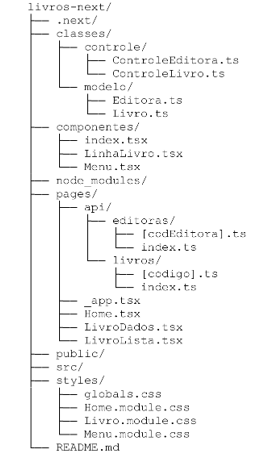 livros-next/
├── .next/
├── classes/
│   ├── controle/
│   │   ├── ControleEditora.ts
│   │   └── ControleLivro.ts
│   └── modelo/
│       ├── Editora.ts
│       └── Livro.ts
├── componentes/
│   ├── index.tsx
│   ├── LinhaLivro.tsx
│   └── Menu.tsx
├── node_modules/
├── pages/
│   ├── api/
│   │   ├── editoras/
│   │   │   ├── [codEditora].ts
│   │   │   └── index.ts
│   │   └── livros/
│   │       ├── [codigo].ts
│   │       └── index.ts
│   ├── _app.tsx
│   ├── Home.tsx
│   ├── LivroDados.tsx
│   └── LivroLista.tsx
├── public/
├── src/
├── styles/
│   ├── globals.css
│   ├── Home.module.css
│   ├── Livro.module.css
│   └── Menu.module.css
└── README.md